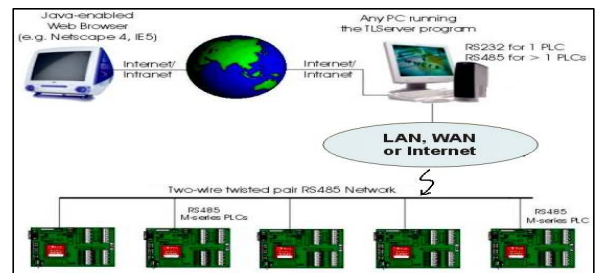 Java-enabled
Web Browser
(e.g. Netscape 4, IE5)
Any PC running
the TLServer program
RS232 for 1 PLC
RS485 for > 1 PLCs
Internet/
Intranet
Internet/
Intranet
LAN, WAN
or Internet
Two-wire twisted pair RS485 Network
RS485
M-series PLCs
RS485
M-series PLC